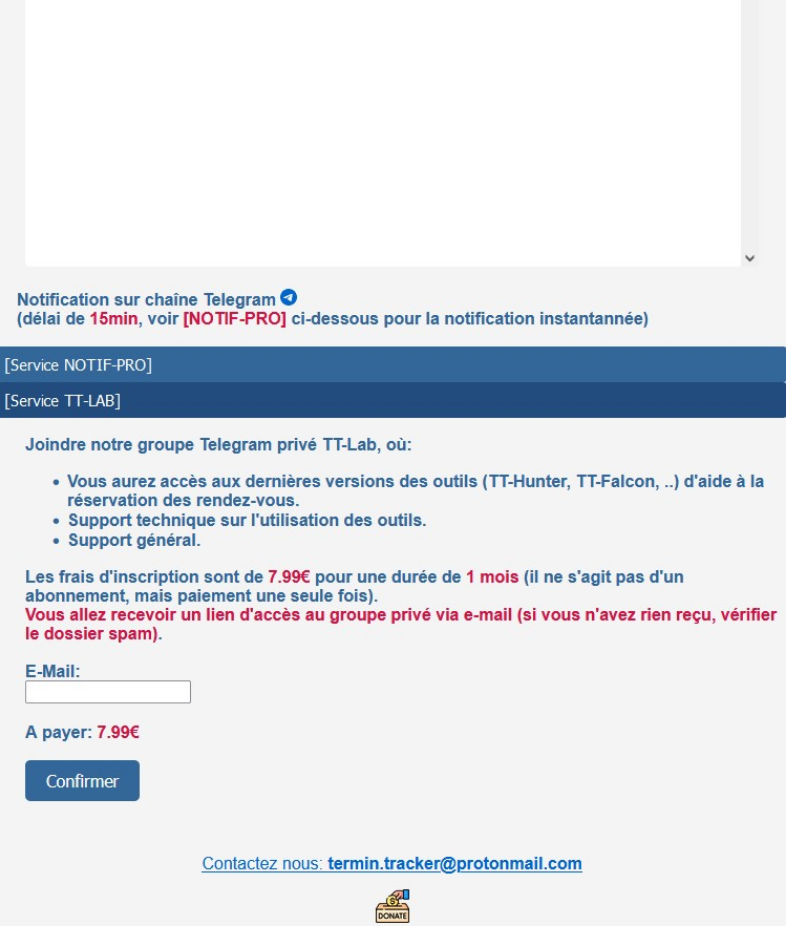 Notification sur chaîne Telegram
(délai de 15min, voir [NOTIF-PRO] ci-dessous pour la notification instantannée)
[Service NOTIF-PRO]
[Service TT-LAB]
Joindre notre groupe Telegram privé TT-Lab, où:
• Vous aurez accès aux dernières versions des outils (TT-Hunter, TT-Falcon, ..) d'aide à la
réservation des rendez-vous.
• Support technique sur l'utilisation des outils.
• Support général.
Les frais d'inscription sont de 7.99€ pour une durée de 1 mois (il ne s'agit pas d'un
abonnement, mais paiement une seule fois).
Vous allez recevoir un lien d'accès au groupe privé via e-mail (si vous n'avez rien reçu, vérifier
le dossier spam).
E-Mail:
A payer: 7.99€
Confirmer
Contactez nous: termin.tracker@protonmail.com
DONATE